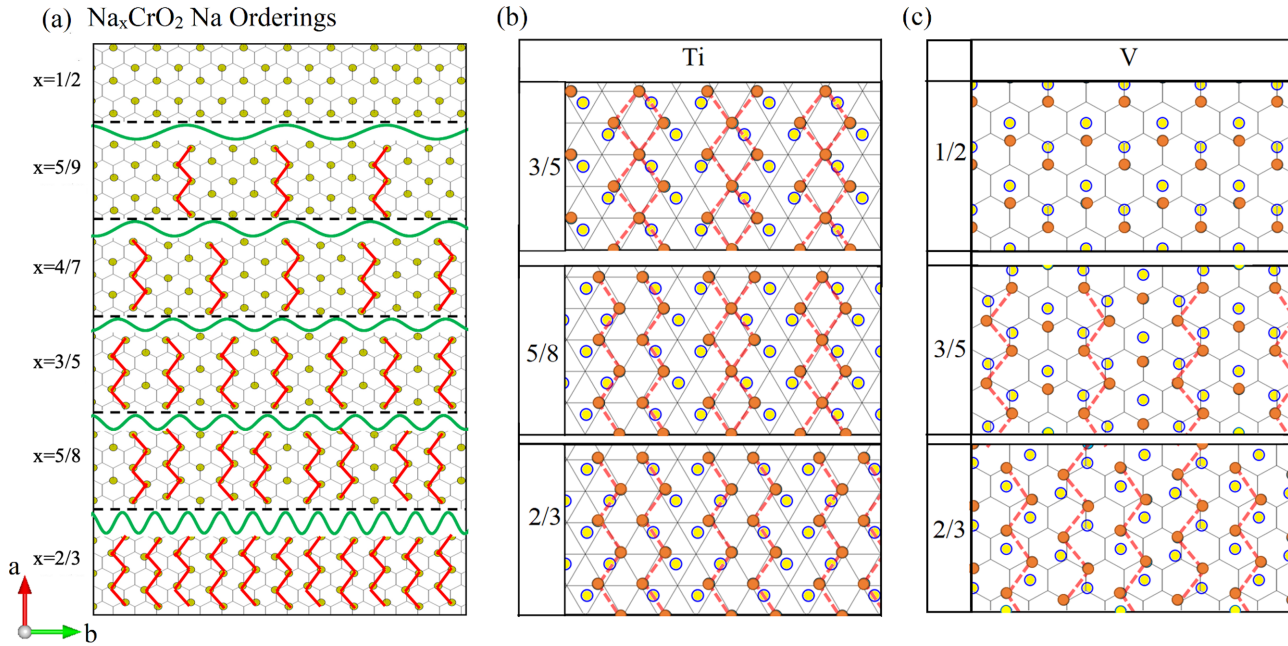 (a) NaₓCrO₂ Na Orderings
x=1/2
x=5/9
x=4/7
x=3/5
x=5/8
x=2/3
a
b
(b)
Ti
3/5
5/8
2/3
(c)
V
1/2
3/5
2/3